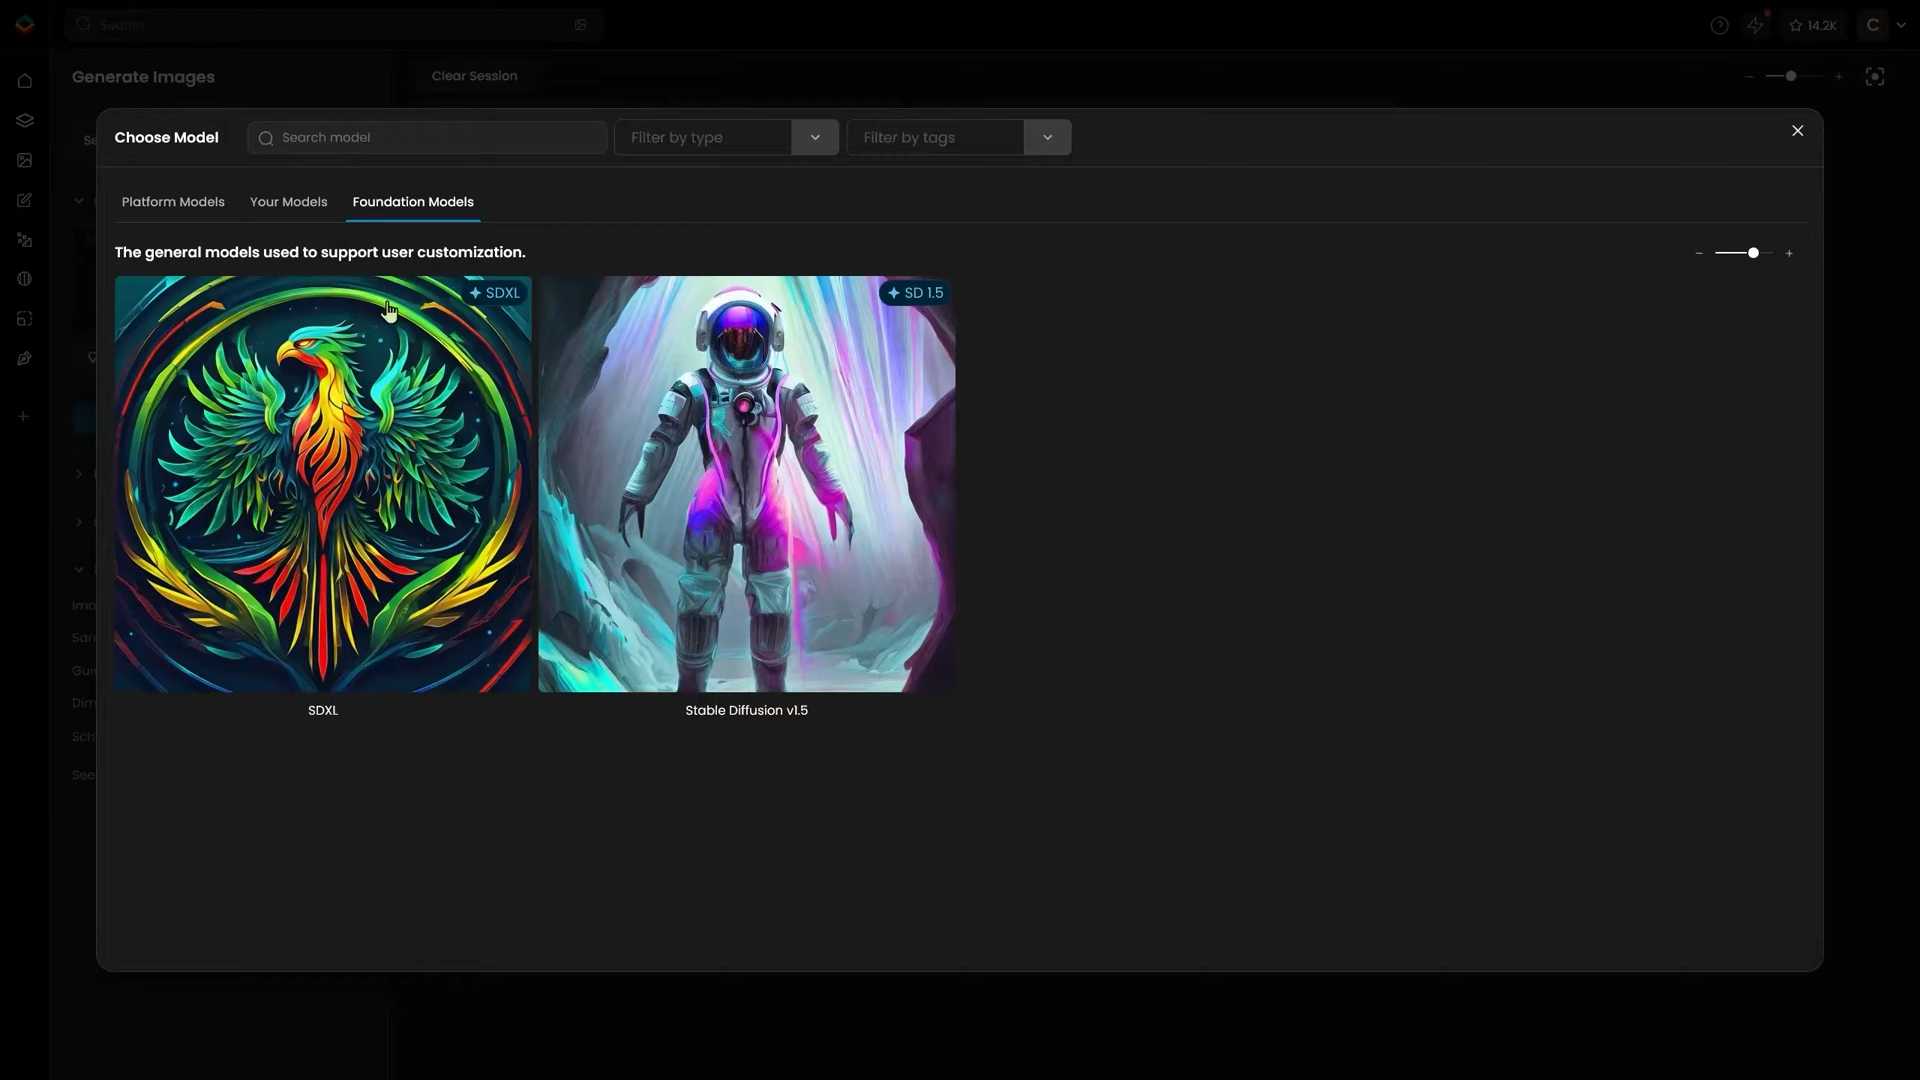 Search
14.2K
C
Generate Images
Clear Session
Choose Model
Search model
Filter by type
Filter by tags
Platform Models
Your Models
Foundation Models
The general models used to support user customization.
SDXL
SD 1.5
SDXL
Stable Diffusion v1.5